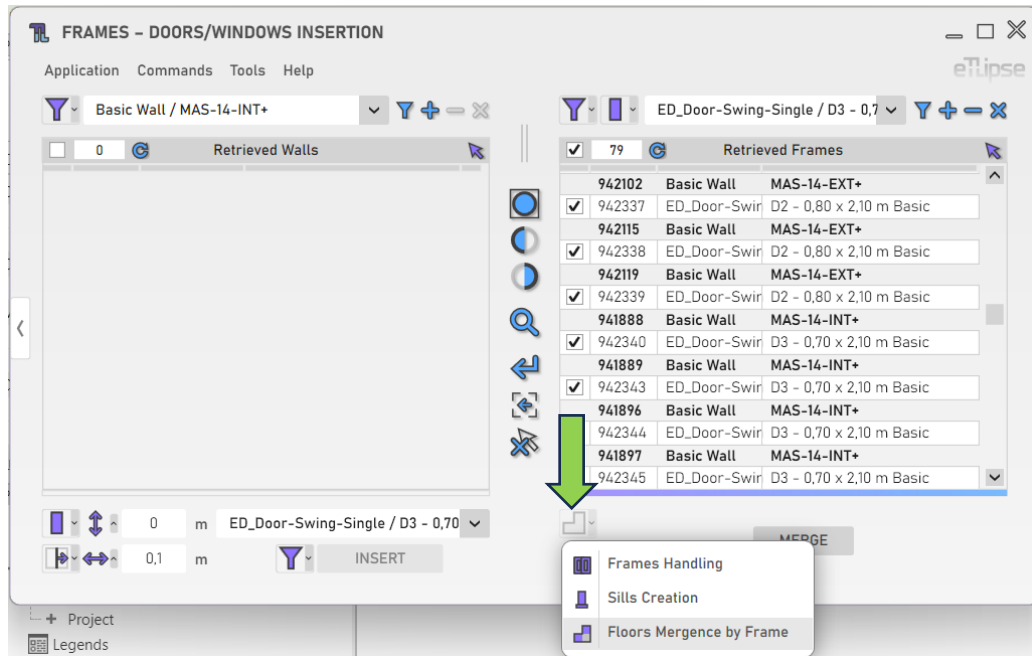 FRAMES – DOORS/WINDOWS INSERTION
Application Commands Tools Help
eTLipse
Basic Wall / MAS-14-INT+
0 Retrieved Walls
ED_Door-Swing-Single / D3 - 0,7
79 Retrieved Frames
942102 Basic Wall MAS-14-EXT+
942337 ED_Door-Swin D2 - 0,80 x 2,10 m Basic
942115 Basic Wall MAS-14-EXT+
942338 ED_Door-Swin D2 - 0,80 x 2,10 m Basic
942119 Basic Wall MAS-14-EXT+
942339 ED_Door-Swin D2 - 0,80 x 2,10 m Basic
941888 Basic Wall MAS-14-INT+
942340 ED_Door-Swin D3 - 0,70 x 2,10 m Basic
941889 Basic Wall MAS-14-INT+
942343 ED_Door-Swin D3 - 0,70 x 2,10 m Basic
941896 Basic Wall MAS-14-INT+
942344 ED_Door-Swin D3 - 0,70 x 2,10 m Basic
941897 Basic Wall MAS-14-INT+
942345 ED_Door-Swin D3 - 0,70 x 2,10 m Basic
0 m ED_Door-Swing-Single / D3 - 0,70
0,1 m INSERT
MERGE
Frames Handling
Sills Creation
Floors Mergence by Frame
Project
Legends